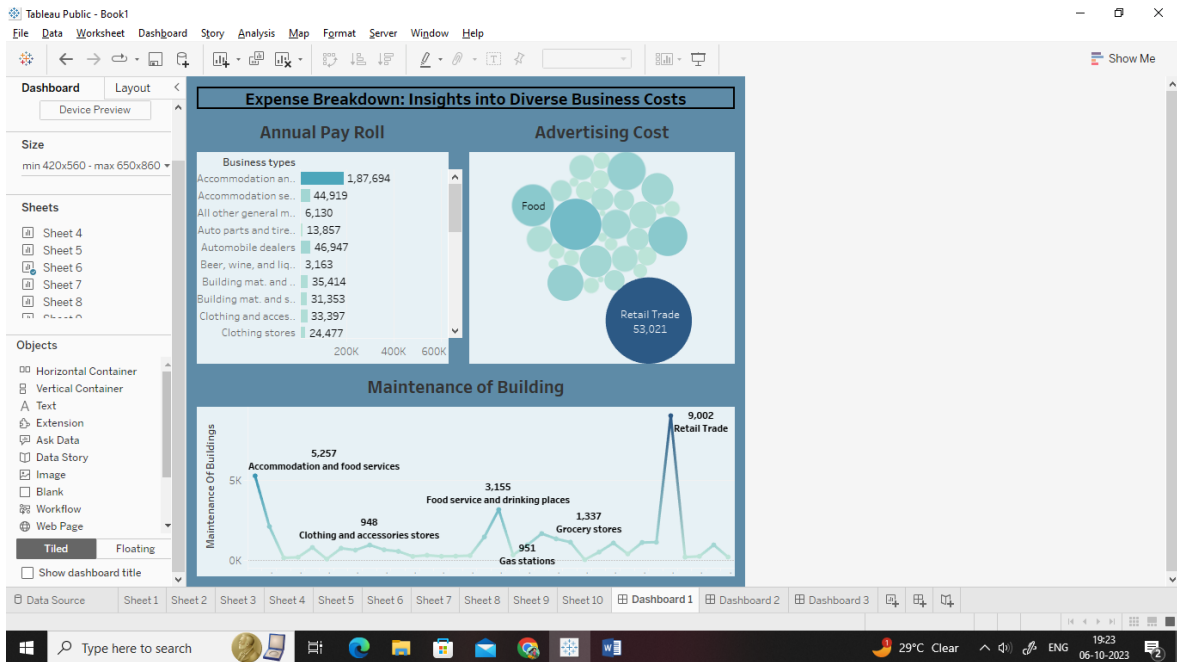 Tableau Public - Book1
File Data Worksheet Dashboard Story Analysis Map Format Server Window Help
Show Me
Dashboard Layout
Device Preview
Size
min 420x560 - max 650x860
Sheets
Sheet 4
Sheet 5
Sheet 6
Sheet 7
Sheet 8
Objects
Horizontal Container
Vertical Container
Text
Extension
Ask Data
Data Story
Image
Blank
Workflow
Web Page
Tiled Floating
Show dashboard title
Expense Breakdown: Insights into Diverse Business Costs
Annual Pay Roll
Business types
Accommodation an.. 1,87,694
Accommodation se.. 44,919
All other general m.. 6,130
Auto parts and tire.. 13,857
Automobile dealers 46,947
Beer, wine, and liq.. 3,163
Building mat. and .. 35,414
Building mat. and s.. 31,353
Clothing and acces.. 33,397
Clothing stores 24,477
200K 400K 600K
Advertising Cost
Food
Retail Trade
53,021
Maintenance of Building
Maintenance Of Buildings
5K
0K
5,257
Accommodation and food services
948
Clothing and accessories stores
3,155
Food service and drinking places
951
Gas stations
1,337
Grocery stores
9,002
Retail Trade
Data Source Sheet 1 Sheet 2 Sheet 3 Sheet 4 Sheet 5 Sheet 6 Sheet 7 Sheet 8 Sheet 9 Sheet 10 Dashboard 1 Dashboard 2 Dashboard 3
Type here to search
1
29°C Clear
ENG
19:23
06-10-2023
2